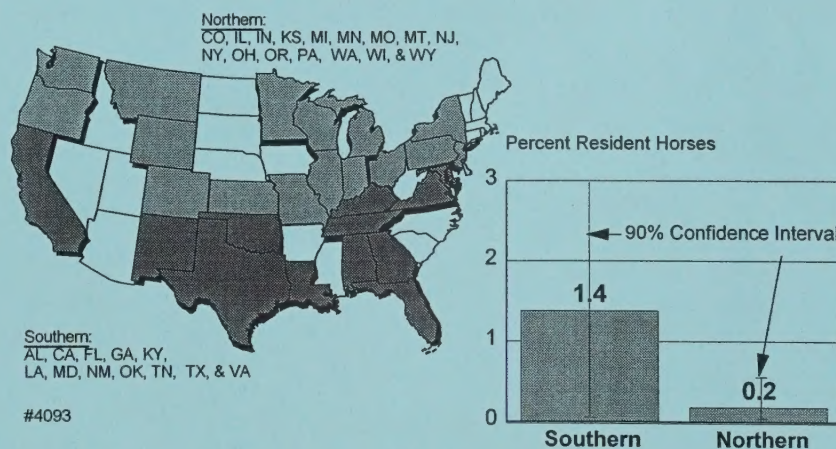 Northern:
CO, IL, IN, KS, MI, MN, MO, MT, NJ,
NY, OH, OR, PA, WA, WI, & WY
Percent Resident Horses
3
90% Confidence Interval
2
1.4
1
0.2
0
Southern
Northern
Southern:
AL, CA, FL, GA, KY,
LA, MD, NM, OK, TN, TX, & VA
#4093